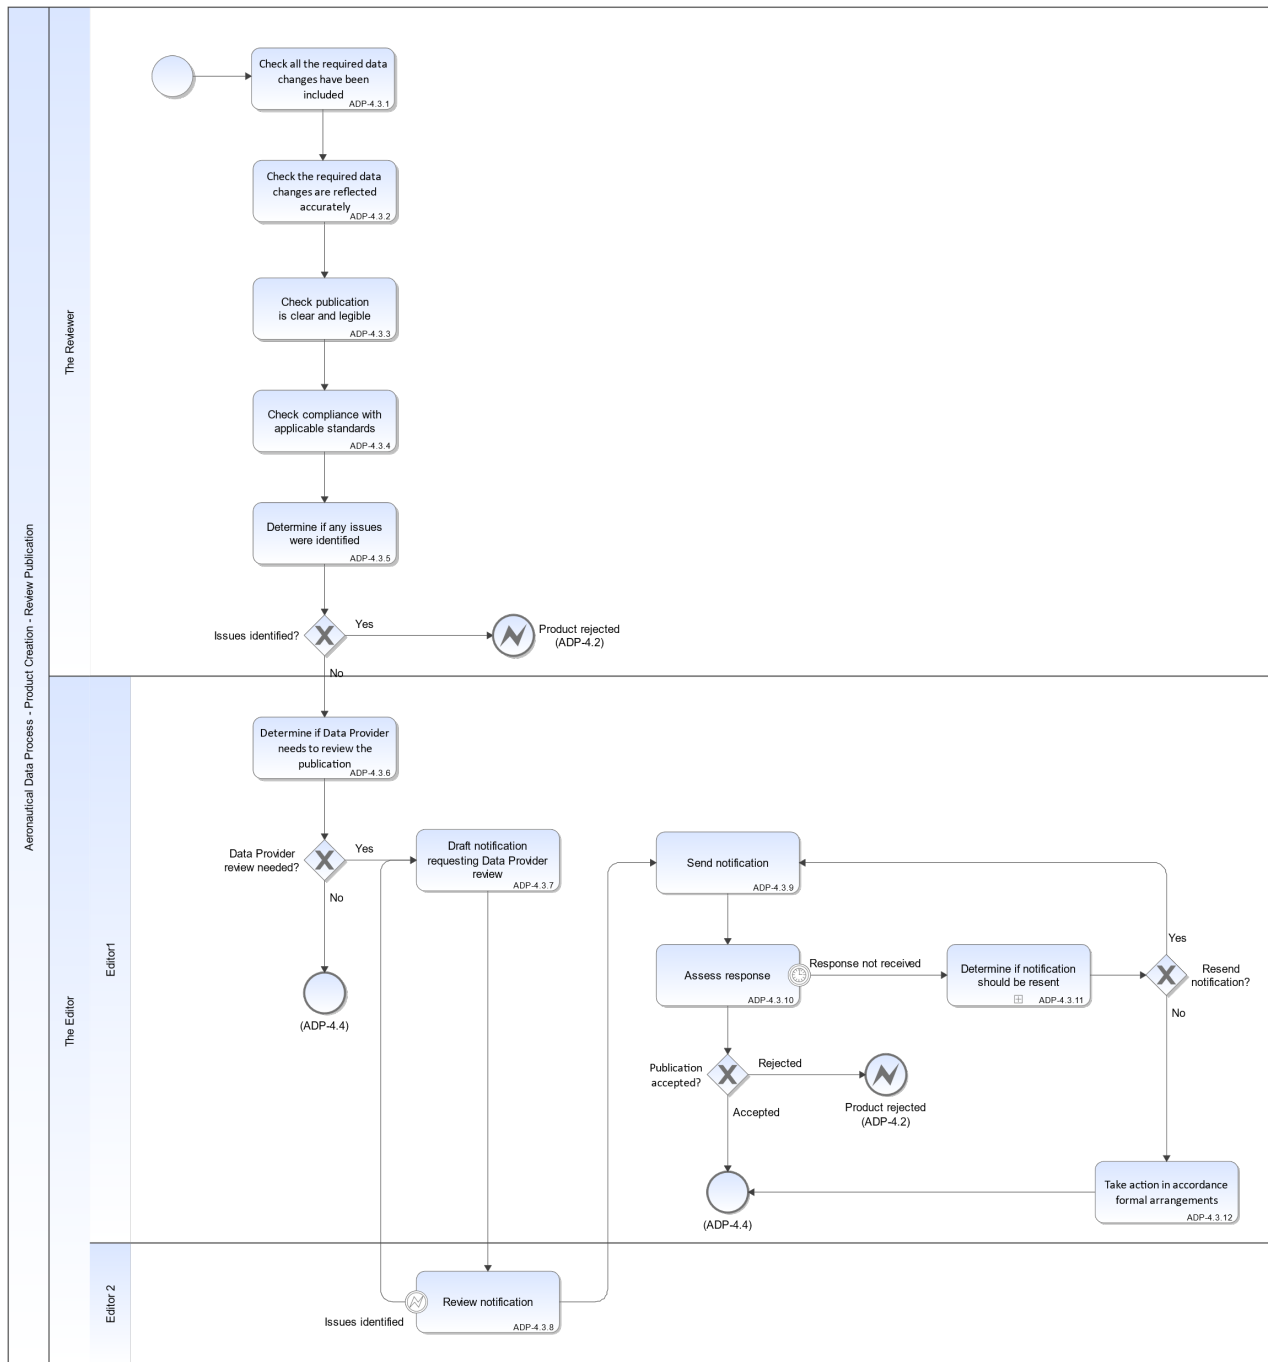 Aeronautical Data Process - Product Creation - Review Publication
The Reviewer
Check all the required data
changes have been
included
ADP-4.3.1
Check the required data
changes are reflected
accurately
ADP-4.3.2
Check publication
is clear and legible
ADP-4.3.3
Check compliance with
applicable standards
ADP-4.3.4
Determine if any issues
were identified
ADP-4.3.5
Issues identified?
Yes
Product rejected
(ADP-4.2)
No
The Editor
Editor1
Determine if Data Provider
needs to review the
publication
ADP-4.3.6
Data Provider
review needed?
Yes
No
(ADP-4.4)
Draft notification
requesting Data Provider
review
ADP-4.3.7
Send notification
ADP-4.3.9
Assess response
ADP-4.3.10
Response not received
Determine if notification
should be resent
ADP-4.3.11
Yes
Resend
notification?
No
Publication
accepted?
Rejected
Product rejected
(ADP-4.2)
Accepted
(ADP-4.4)
Take action in accordance
formal arrangements
ADP-4.3.12
Editor 2
Review notification
ADP-4.3.8
Issues identified